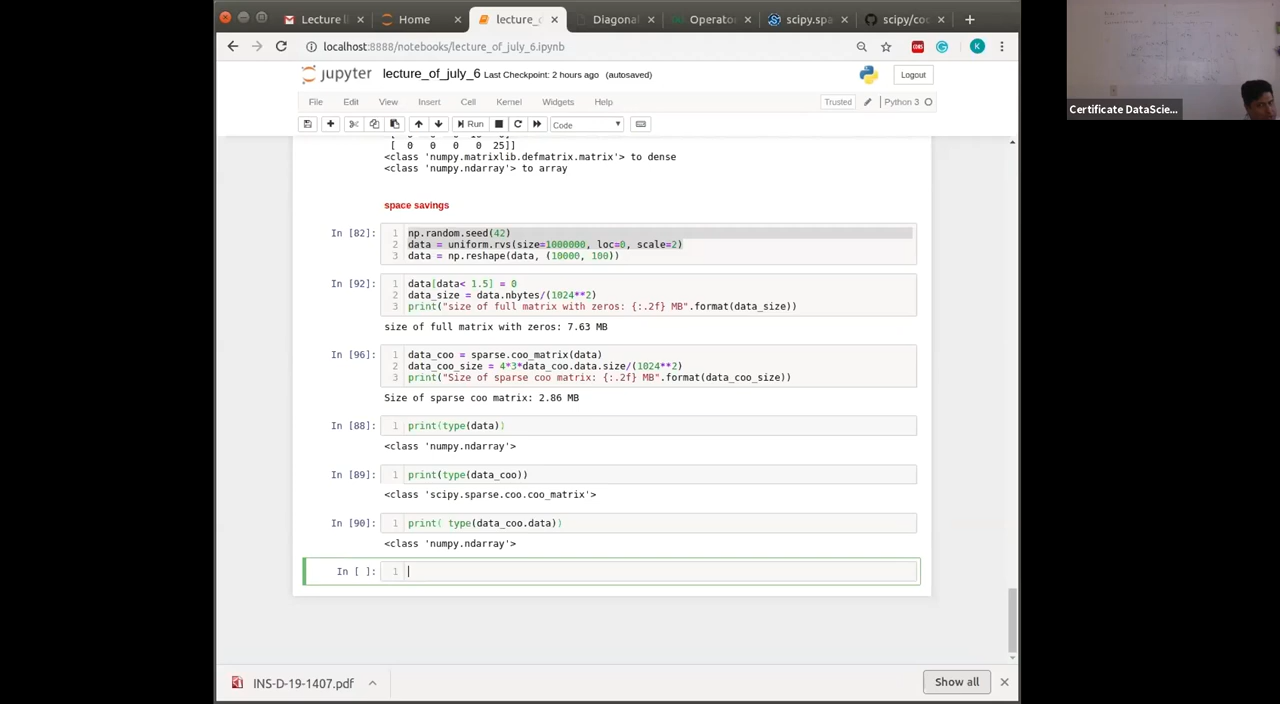 Lecture li
Home
lecture_c
Diagonal
Operator
scipy.spa
scipy/coo
localhost:8888/notebooks/lecture_of_july_6.ipynb
K
jupyter lecture_of_july_6 Last Checkpoint: 2 hours ago (autosaved)
Logout
File Edit View Insert Cell Kernel Widgets Help
Trusted
Python 3
Run
Code
[ 0 0 0 0 25]]
<class 'numpy.matrixlib.defmatrix.matrix'> to dense
<class 'numpy.ndarray'> to array
space savings
In [82]:
1 np.random.seed(42)
2 data = uniform.rvs(size=1000000, loc=0, scale=2)
3 data = np.reshape(data, (10000, 100))
In [92]:
1 data[data< 1.5] = 0
2 data_size = data.nbytes/(1024**2)
3 print("size of full matrix with zeros: {:.2f} MB".format(data_size))
size of full matrix with zeros: 7.63 MB
In [96]:
1 data_coo = sparse.coo_matrix(data)
2 data_coo_size = 4*3*data_coo.data.size/(1024**2)
3 print("Size of sparse coo matrix: {:.2f} MB".format(data_coo_size))
Size of sparse coo matrix: 2.86 MB
In [88]:
1 print(type(data))
<class 'numpy.ndarray'>
In [89]:
1 print(type(data_coo))
<class 'scipy.sparse.coo.coo_matrix'>
In [90]:
1 print( type(data_coo.data))
<class 'numpy.ndarray'>
In [ ]:
1
INS-D-19-1407.pdf
Show all
Certificate DataScie...